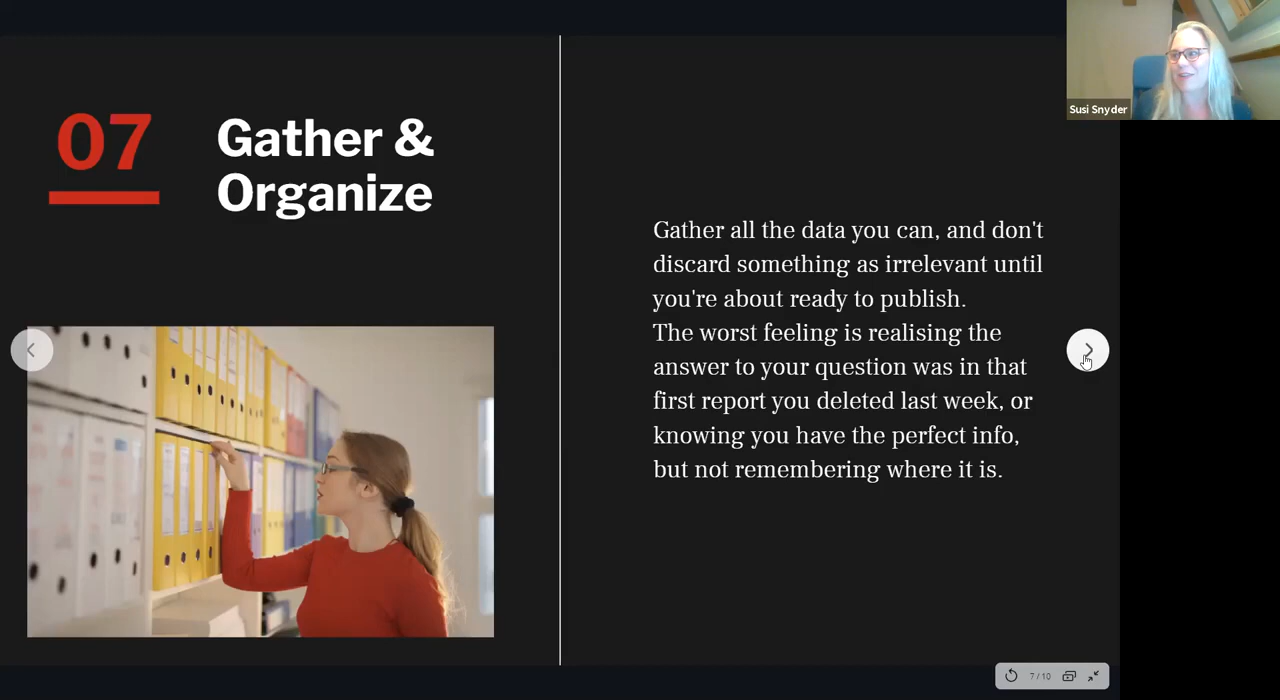 07
Gather &
Organize
Gather all the data you can, and don't
discard something as irrelevant until
you're about ready to publish.
The worst feeling is realising the
answer to your question was in that
first report you deleted last week, or
knowing you have the perfect info,
but not remembering where it is.
Susi Snyder
7 / 10